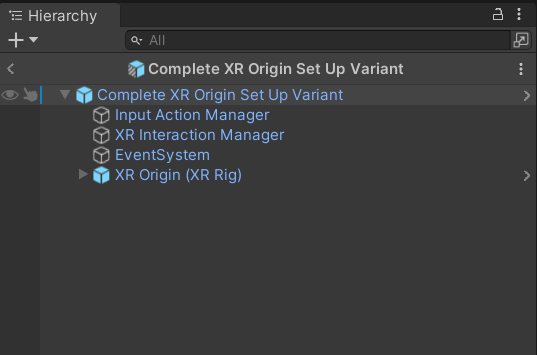 Hierarchy
All
Complete XR Origin Set Up Variant
Complete XR Origin Set Up Variant
Input Action Manager
XR Interaction Manager
EventSystem
XR Origin (XR Rig)